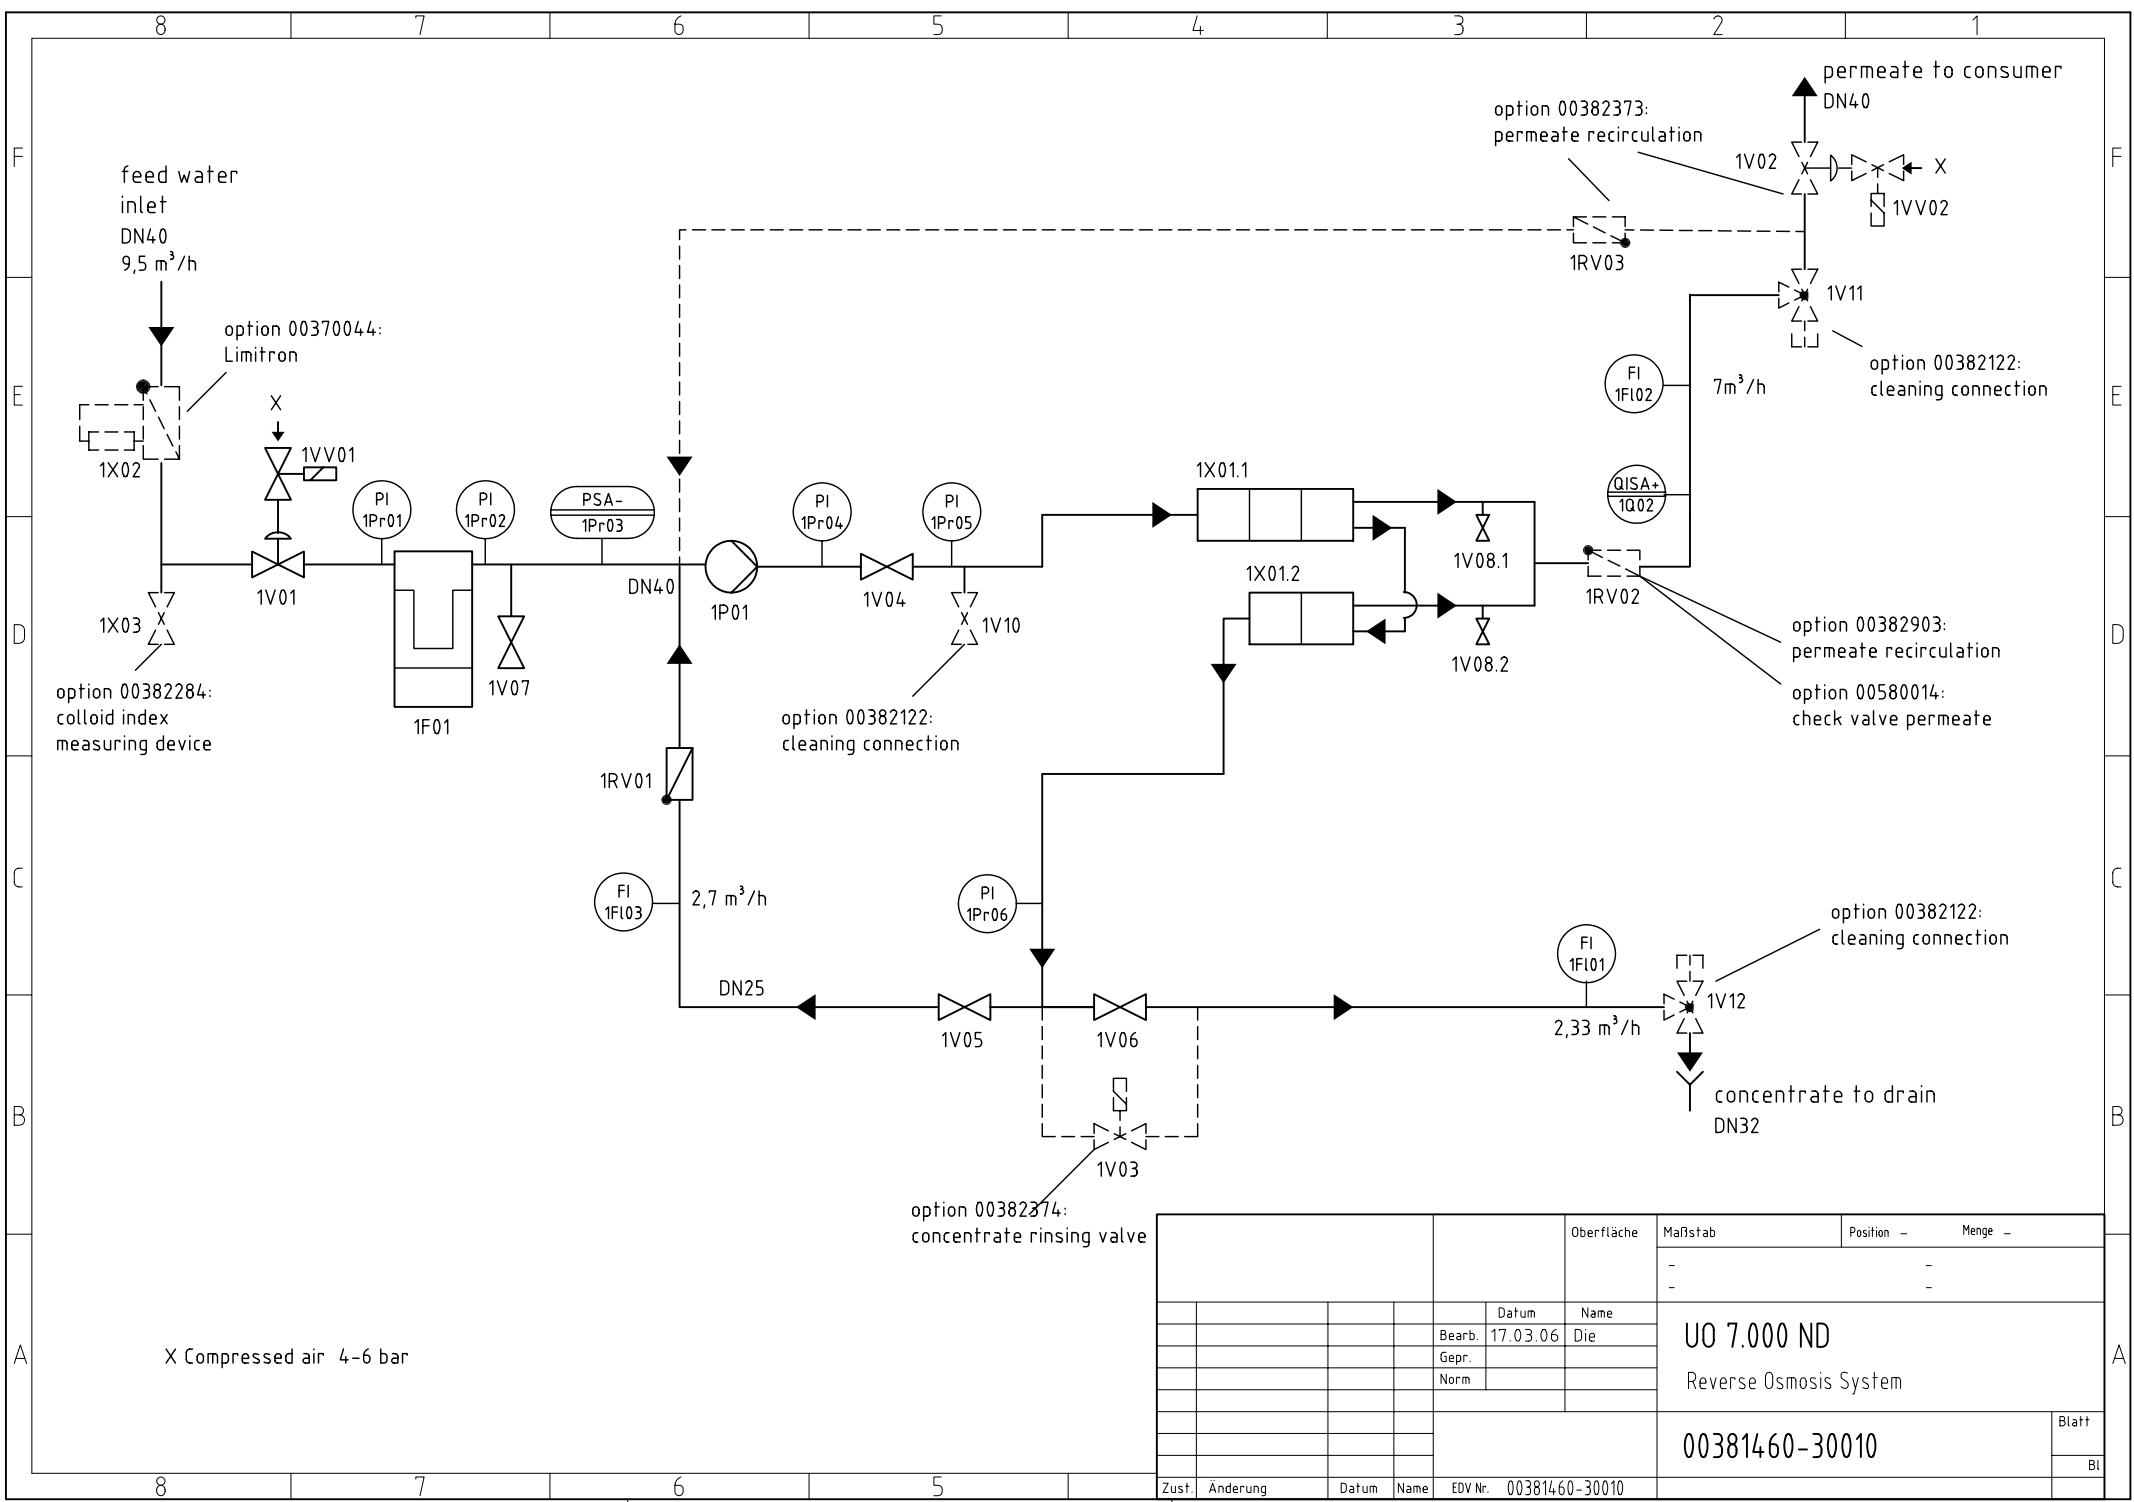 8 7 6 5 4 3 2 1
F
E
D
C
B
A
F
E
D
C
B
A
permeate to consumer
DN40
option 00382373:
permeate recirculation
1V02
X
1VV02
1RV03
1V11
option 00382122:
cleaning connection
FI
1Fl02
7m³/h
QISA+
1Q02
feed water
inlet
DN40
9,5 m³/h
option 00370044:
Limitron
1X02
X
1VV01
1V01
1X03
option 00382284:
colloid index
measuring device
PI
1Pr01
PI
1Pr02
PSA-
1Pr03
1F01
1V07
DN40
1P01
PI
1Pr04
PI
1Pr05
1V04
1V10
option 00382122:
cleaning connection
1X01.1
1X01.2
1V08.1
1V08.2
1RV02
option 00382903:
permeate recirculation
option 00580014:
check valve permeate
1RV01
FI
1Fl03
2,7 m³/h
DN25
PI
1Pr06
1V05
1V06
1V03
option 00382374:
concentrate rinsing valve
FI
1Fl01
2,33 m³/h
option 00382122:
cleaning connection
1V12
concentrate to drain
DN32
X Compressed air 4-6 bar
Oberfläche
Maßstab
Position -
Menge -
- -
- -
Datum Name
Bearb. 17.03.06 Die
Gepr.
Norm
UO 7.000 ND
Reverse Osmosis System
00381460-30010
Blatt
Bl
Zust. Änderung Datum Name EDV Nr. 00381460-30010
8 7 6 5